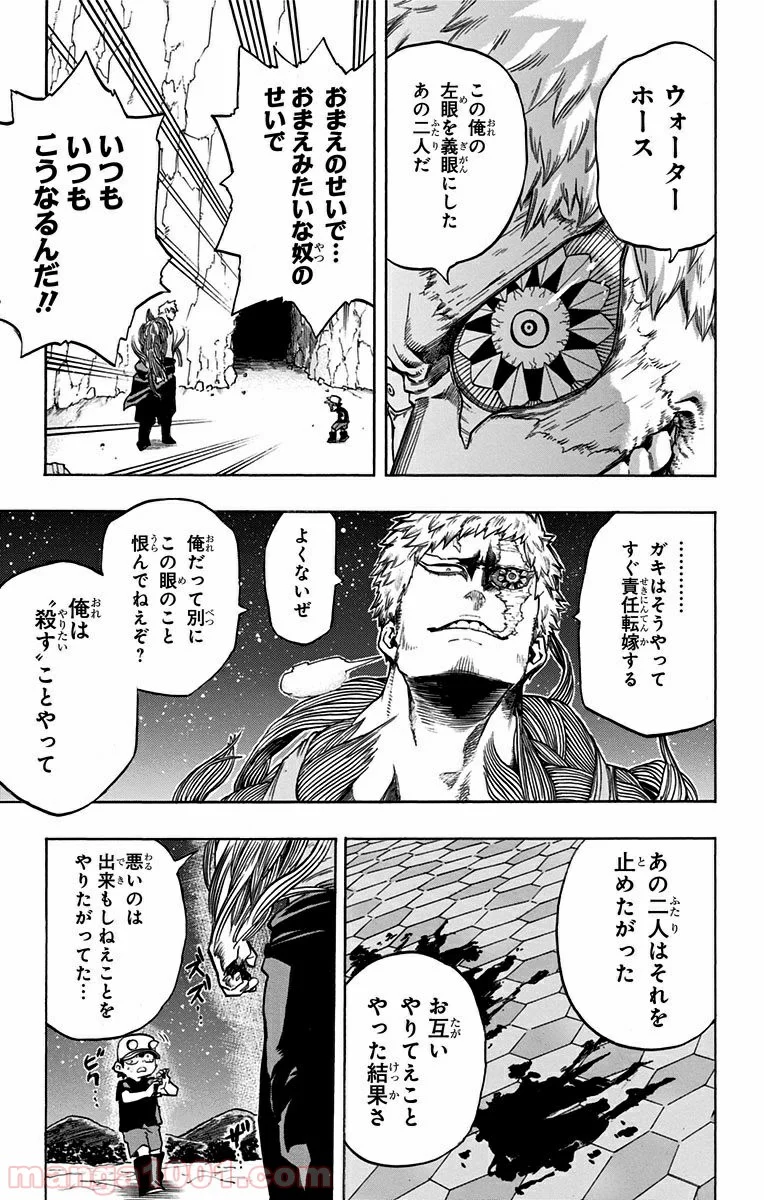 ウォーター
ホース
この俺の
左眼を義眼にした
あの二人だ
おまえのせいで…
おまえみたいな奴の
せいで
いつも
いつも
こうなるんだ!!
…………
ガキはそうやって
すぐ責任転嫁する
よくないぜ
俺だって別に
この眼のこと
恨んでねえぞ?
俺は
〝殺す〟ことやって
あの二人はそれを
止めたがった
お互い
やりてえこと
やった結果さ
悪いのは
出来もしねえことを
やりたがってた…
ズズ…
ビク…
manga1001.com